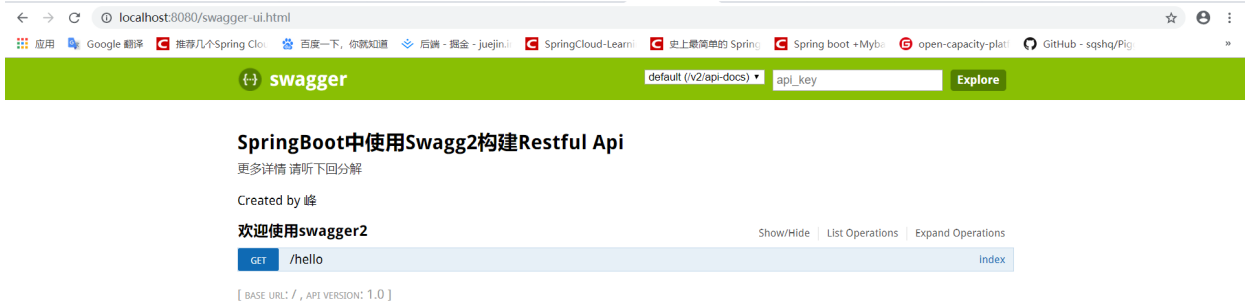 localhost:8080/swagger-ui.html
应用 Google 翻译 推荐几个Spring Clou 百度一下，你就知道 后端 - 掘金 - juejin.i SpringCloud-Learni 史上最简单的 Spring Spring boot +Myba open-capacity-platf GitHub - sqshq/Pig »
swagger default (/v2/api-docs) api_key Explore
SpringBoot中使用Swagg2构建Restful Api
更多详情 请听下回分解
Created by 峰
欢迎使用swagger2 Show/Hide List Operations Expand Operations
GET /hello index
[ BASE URL: / , API VERSION: 1.0 ]